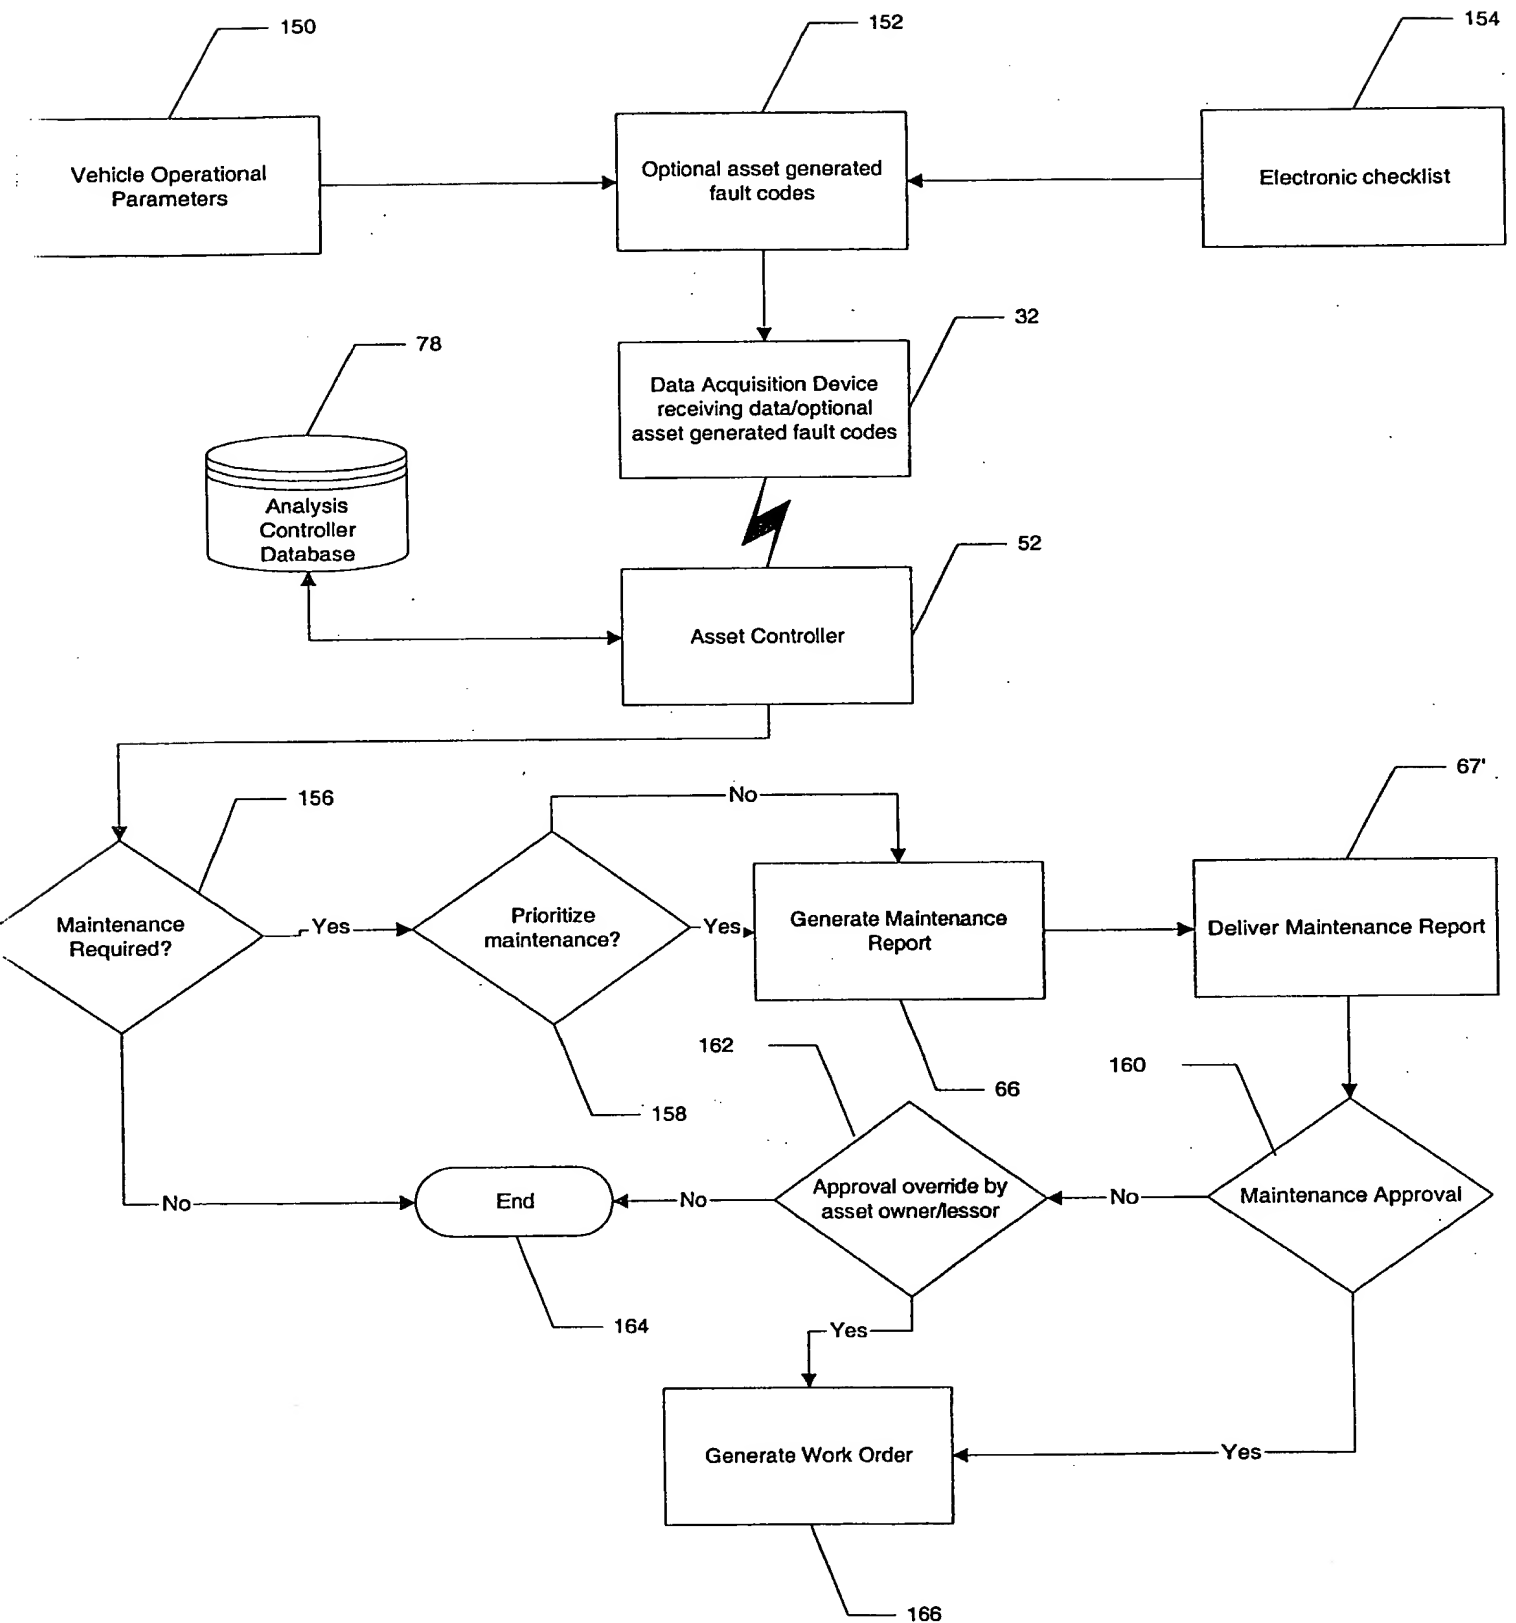 150
152
154
Vehicle Operational
Parameters
Optional asset generated
fault codes
Electronic checklist
32
78
Data Acquisition Device
receiving data/optional
asset generated fault codes
Analysis
Controller
Database
52
Asset Controller
67'
156
No
Maintenance
Required?
Yes
Prioritize
maintenance?
Yes
Generate Maintenance
Report
Deliver Maintenance Report
162
160
66
158
No
End
No
Approval override by
asset owner/lessor
No
Maintenance Approval
164
Yes
Generate Work Order
Yes
166